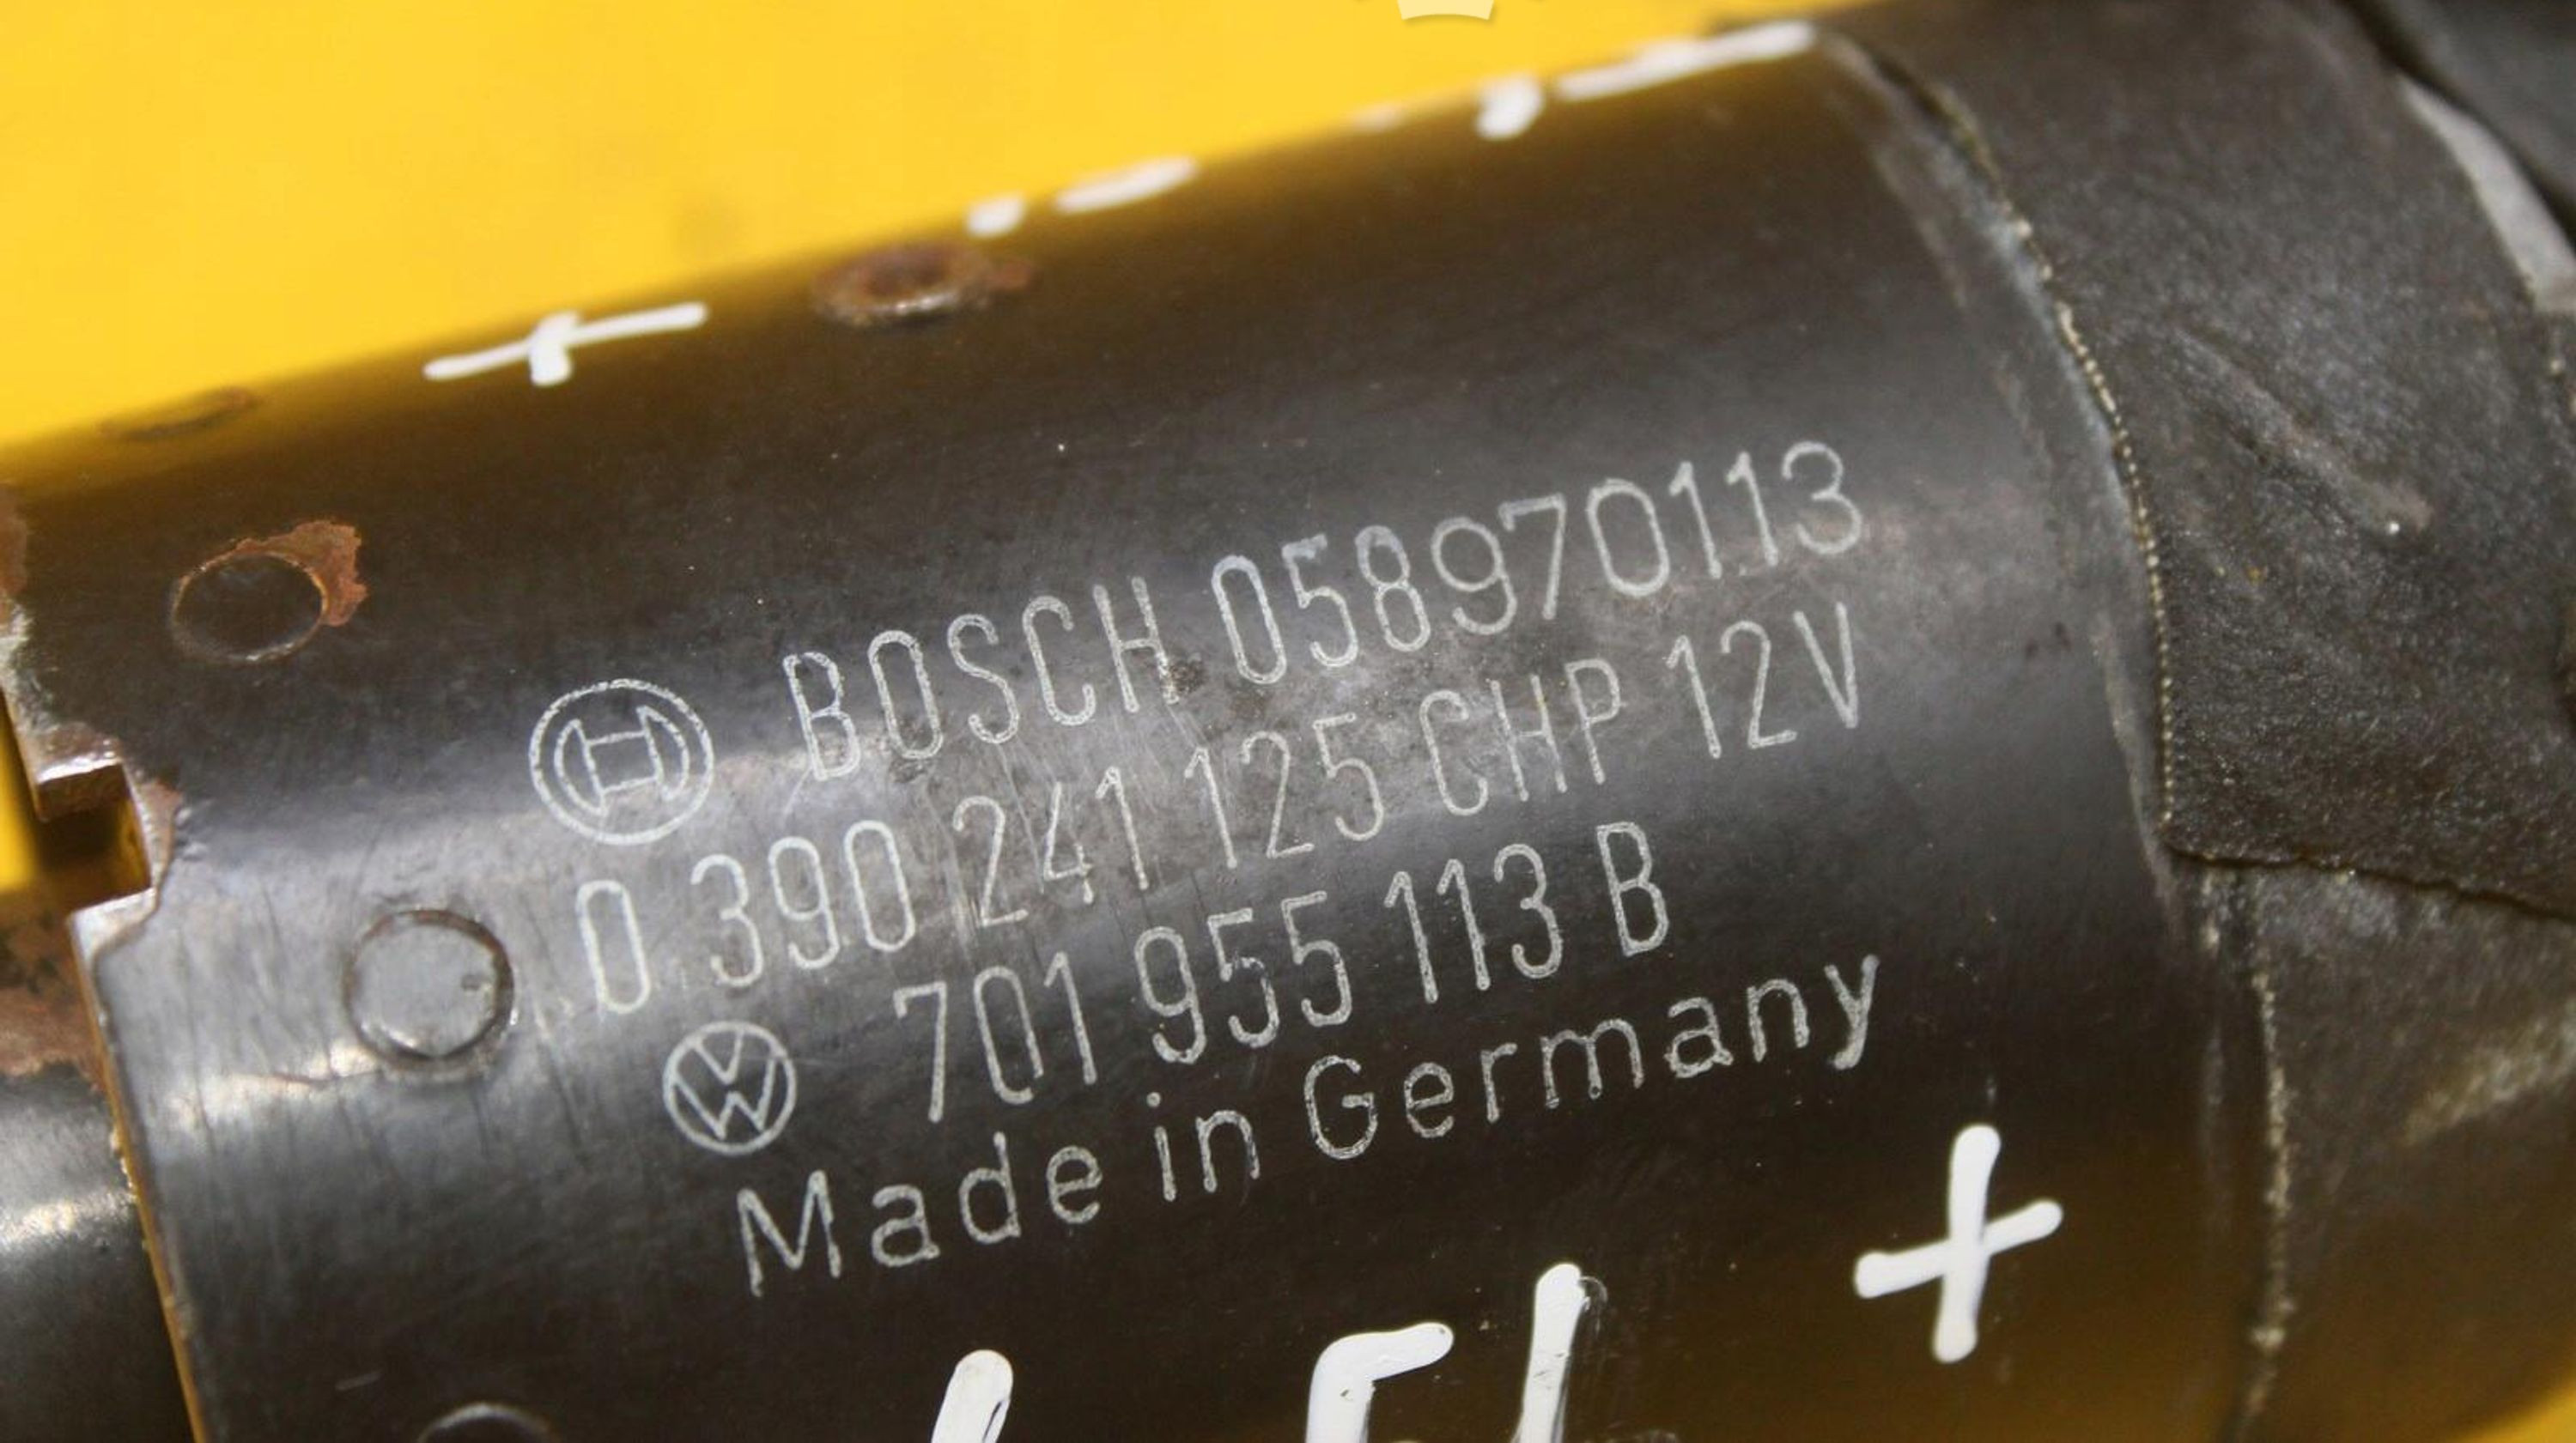 BOSCH 058970113
0 390 241 125 CHP 12V
701 955 113 B
Made in Germany